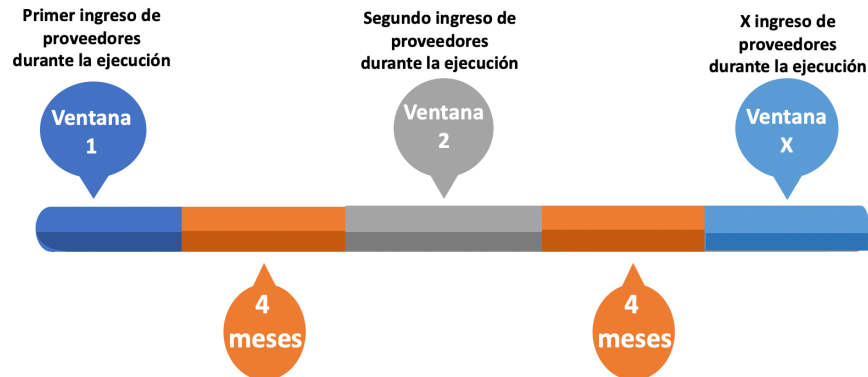 Primer ingreso de
proveedores
durante la ejecución
Segundo ingreso de
proveedores
durante la ejecución
X ingreso de
proveedores
durante la ejecución
Ventana
1
Ventana
2
Ventana
X
4
meses
4
meses